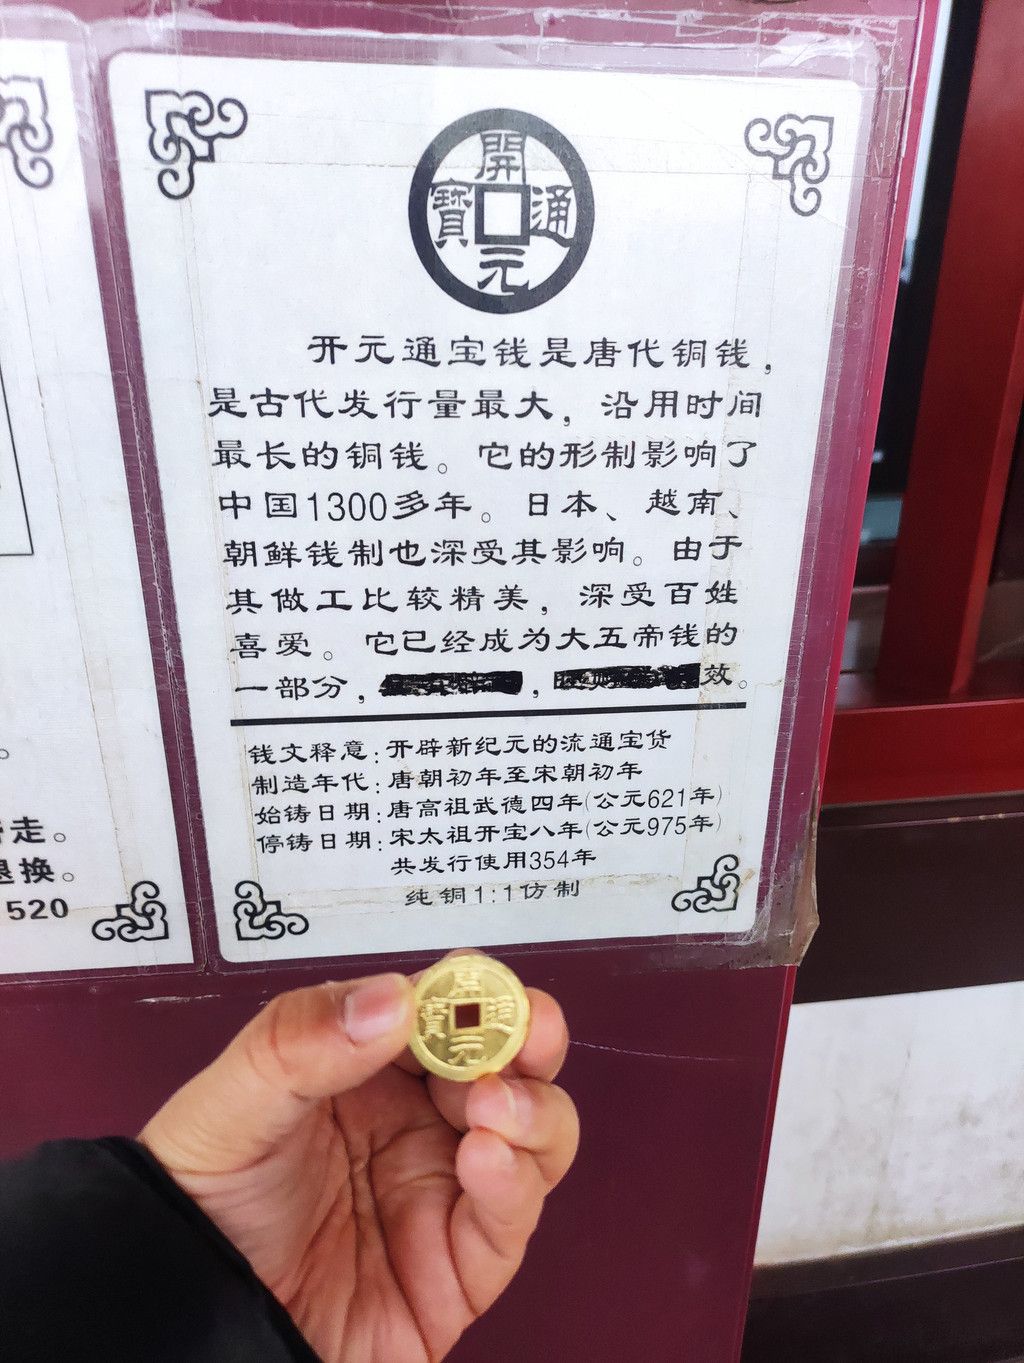 開
寶 通
元
开元通宝钱是唐代铜钱，
是古代发行量最大，沿用时间
最长的铜钱。它的形制影响了
中国1300多年。日本、越南、
朝鲜钱制也深受其影响。由于
其做工比较精美，深受百姓
喜爱。它已经成为大五帝钱的
一部分，，效。
钱文释意：开辟新纪元的流通宝货
制造年代：唐朝初年至宋朝初年
始铸日期：唐高祖武德四年(公元621年)
停铸日期：宋太祖开宝八年(公元975年)
共发行使用354年
纯铜1:1仿制
走。
退换。
520
寶 通
元